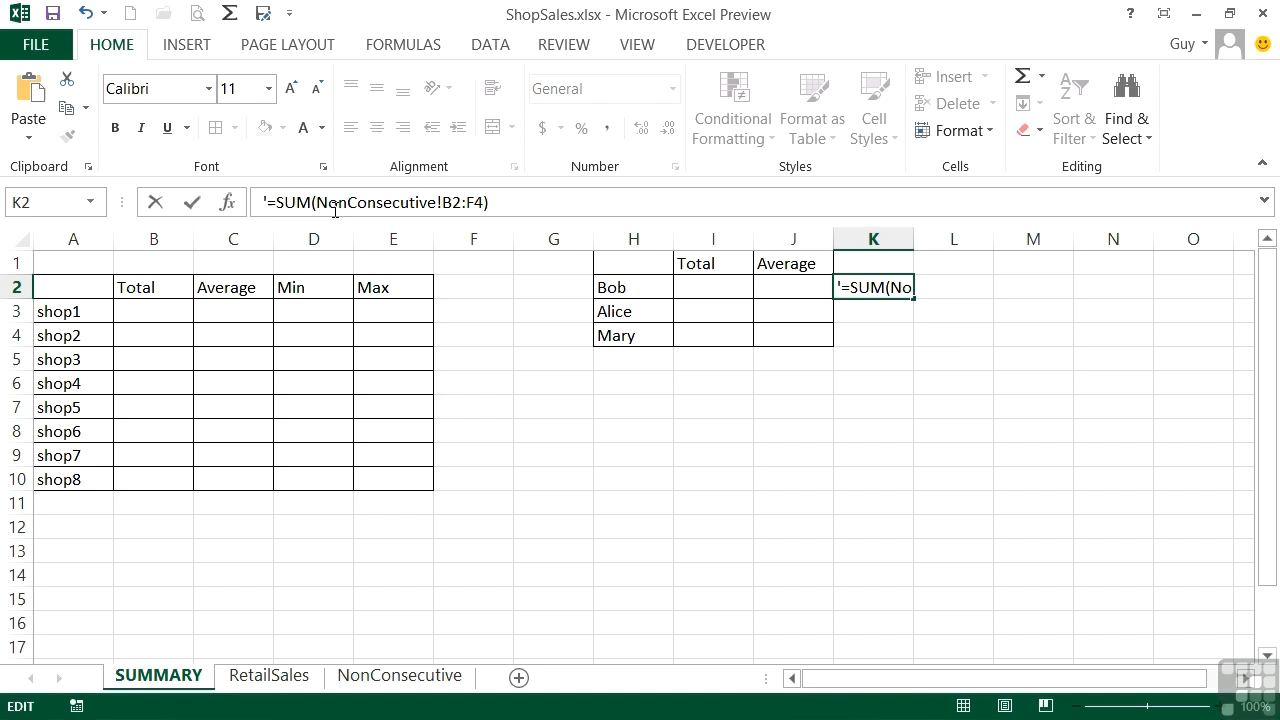 ShopSales.xlsx - Microsoft Excel Preview
?
FILE HOME INSERT PAGE LAYOUT FORMULAS DATA REVIEW VIEW DEVELOPER Guy
Paste
Clipboard
Calibri 11
B I U A
Font
Alignment
General
$ % ,
Number
Conditional Formatting
Format as Table
Cell Styles
Styles
Insert
Delete
Format
Cells
Sort & Filter
Find & Select
Editing
K2 fx '=SUM(NonConsecutive!B2:F4)
A B C D E F G H I J K L M N O
1 Total Average
2 Total Average Min Max Bob '=SUM(No
3 shop1 Alice
4 shop2 Mary
5 shop3
6 shop4
7 shop5
8 shop6
9 shop7
10 shop8
11
12
13
14
15
16
17
SUMMARY RetailSales NonConsecutive
EDIT 100%